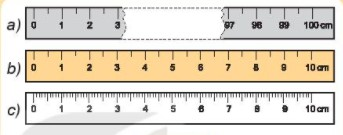 a) 0 1 2 3 97 98 99 100 cm
b) 0 1 2 3 4 5 6 7 8 9 10 cm
c) 0 1 2 3 4 5 6 7 8 9 10 cm